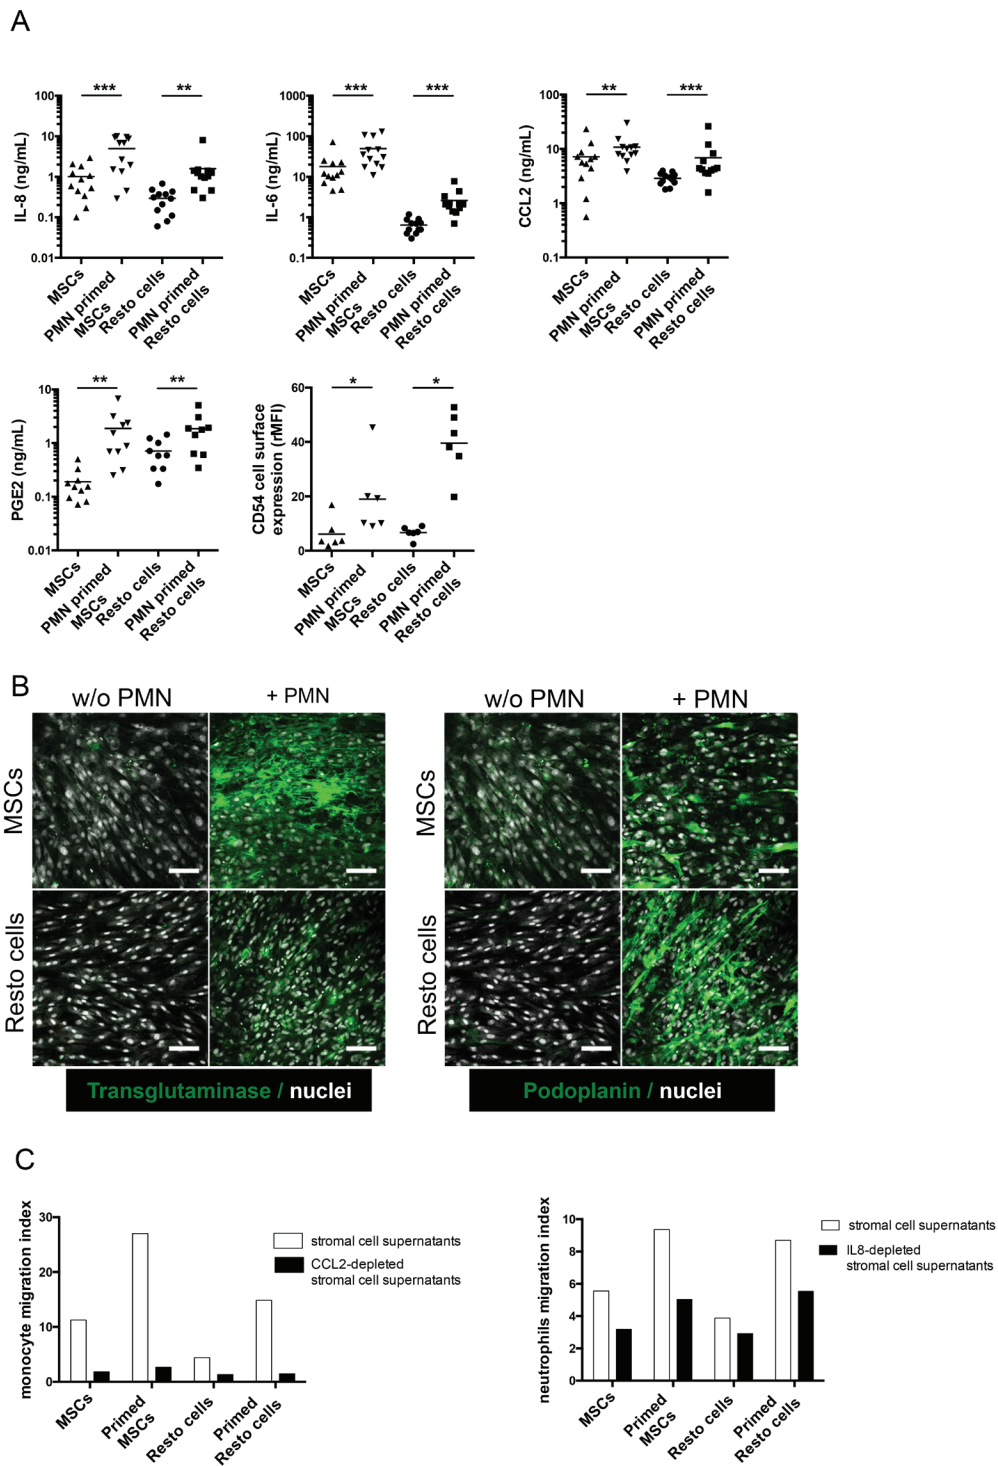 A
*** **
IL-8 (ng/mL)
100
10
1
0.1
0.01
MSCs
PMN primed
MSCs
Resto cells
PMN primed
Resto cells
*** ***
IL-6 (ng/mL)
1000
100
10
1
0.1
MSCs
PMN primed
MSCs
Resto cells
PMN primed
Resto cells
** ***
CCL2 (ng/mL)
100
10
1
0.1
MSCs
PMN primed
MSCs
Resto cells
PMN primed
Resto cells
** **
PGE2 (ng/mL)
10
1
0.1
0.01
MSCs
PMN primed
MSCs
Resto cells
PMN primed
Resto cells
* *
CD54 cell surface
expression (rMFI)
60
40
20
0
MSCs
PMN primed
MSCs
Resto cells
PMN primed
Resto cells
B
w/o PMN + PMN
MSCs
Resto cells
Transglutaminase / nuclei
w/o PMN + PMN
MSCs
Resto cells
Podoplanin / nuclei
C
monocyte migration index
30
20
10
0
MSCs
Primed
MSCs
Resto cells
Primed
Resto cells
stromal cell supernatants
CCL2-depleted
stromal cell supernatants
neutrophils migration index
10
8
6
4
2
0
MSCs
Primed
MSCs
Resto cells
Primed
Resto cells
stromal cell supernatants
IL8-depleted
stromal cell supernatants